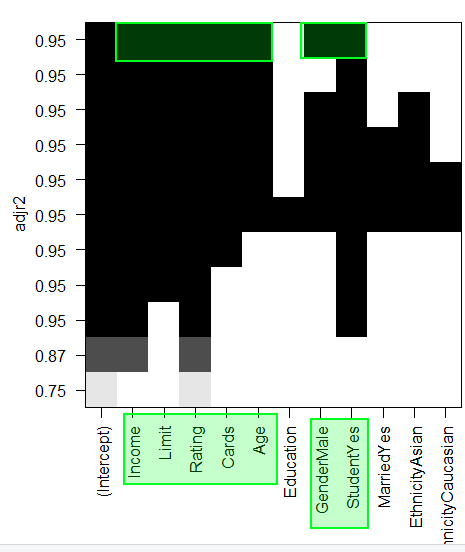 adjr2
0.95
0.95
0.95
0.95
0.95
0.95
0.95
0.95
0.95
0.87
0.75
(Intercept)
Income
Limit
Rating
Cards
Age
Education
GenderMale
StudentYes
MarriedYes
EthnicityAsian
nnicityCaucasian